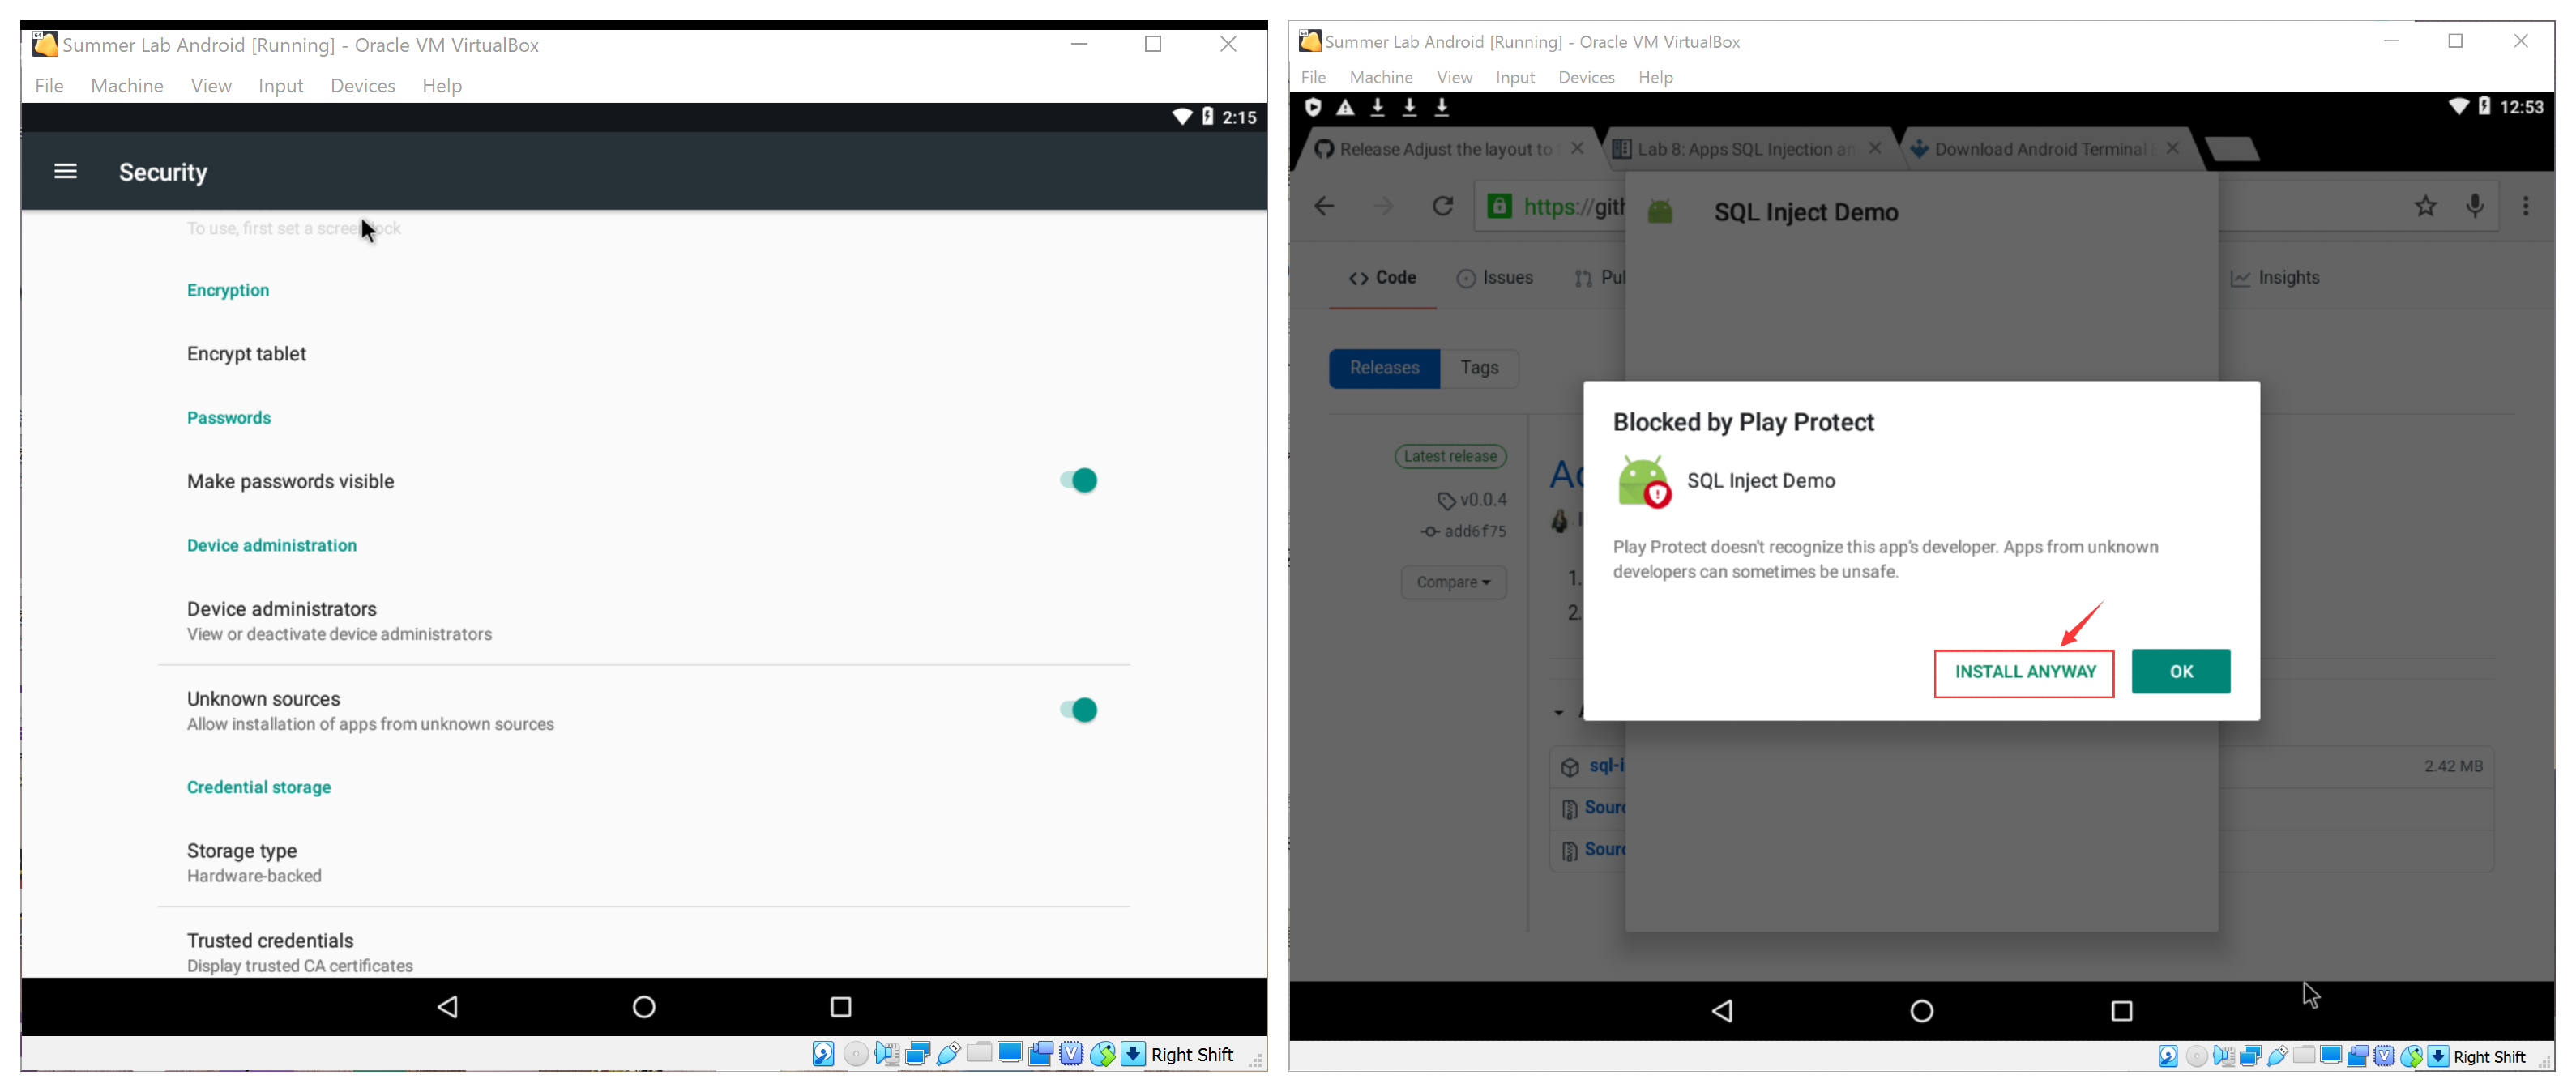 Summer Lab Android [Running] - Oracle VM VirtualBox
File Machine View Input Devices Help
2:15
Security
To use, first set a screen lock
Encryption
Encrypt tablet
Passwords
Make passwords visible
Device administration
Device administrators
View or deactivate device administrators
Unknown sources
Allow installation of apps from unknown sources
Credential storage
Storage type
Hardware-backed
Trusted credentials
Display trusted CA certificates
Right Shift
Summer Lab Android [Running] - Oracle VM VirtualBox
File Machine View Input Devices Help
12:53
Release Adjust the layout to
Lab 8: Apps SQL Injection an
Download Android Terminal
https://gith
SQL Inject Demo
Code Issues Pul Insights
Releases Tags
Latest release
v0.0.4
add6f75
Compare
1.
2.
Blocked by Play Protect
SQL Inject Demo
Play Protect doesn't recognize this app's developer. Apps from unknown
developers can sometimes be unsafe.
INSTALL ANYWAY OK
sql-i 2.42 MB
Sourc
Sourc
Right Shift